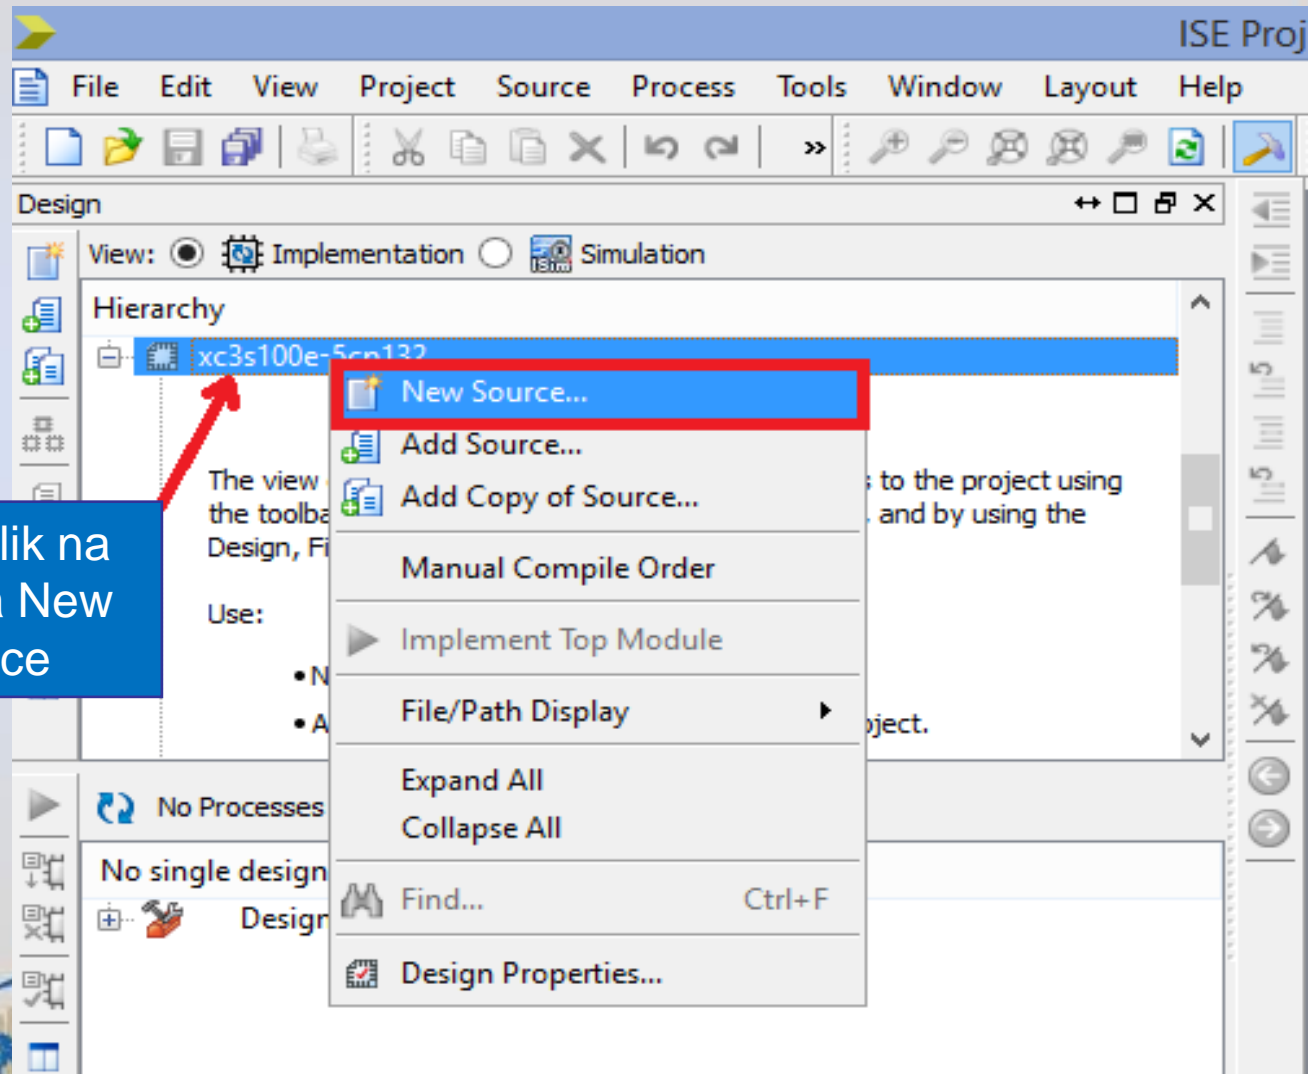 ISE Proj
File Edit View Project Source Process Tools Window Layout Help
»
Design
View: Implementation Simulation
Hierarchy
xc3s100e-5cp132
New Source...
Add Source...
The view s to the project using
Add Copy of Source...
the toolba and by using the
Design, Fi
lik na
New
ce
Manual Compile Order
Use:
Implement Top Module
• N
File/Path Display
• A oject.
Expand All
No Processes
Collapse All
No single design
Find... Ctrl+F
Design
Design Properties...